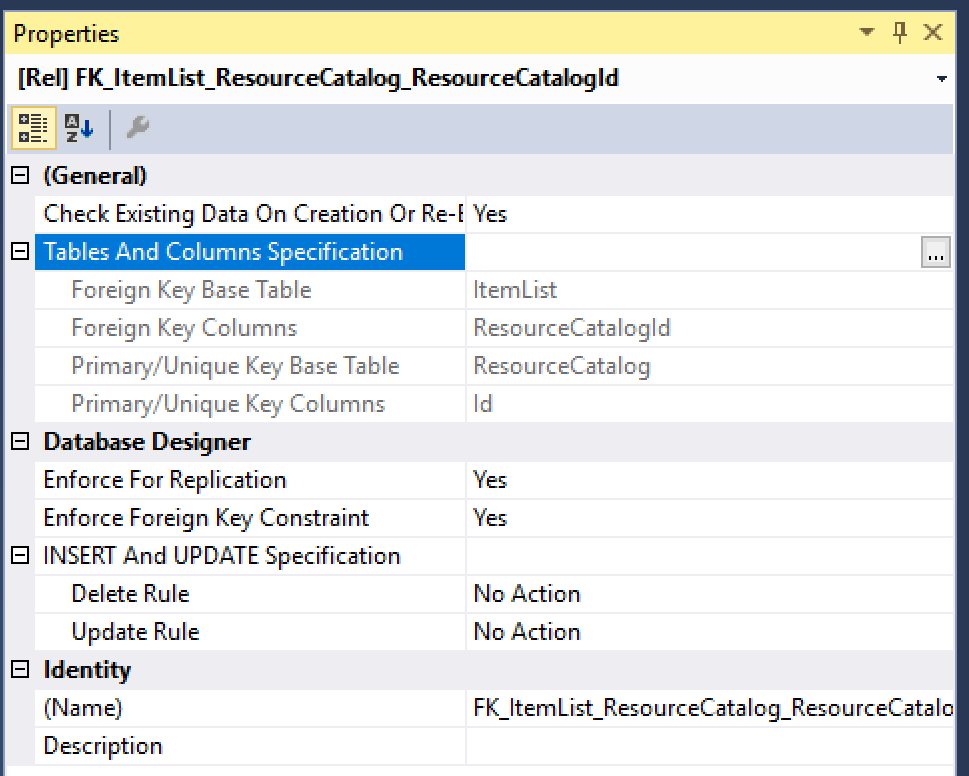 Properties
[Rel] FK_ItemList_ResourceCatalog_ResourceCatalogId
(General)
Check Existing Data On Creation Or Re-E Yes
Tables And Columns Specification ...
Foreign Key Base Table ItemList
Foreign Key Columns ResourceCatalogId
Primary/Unique Key Base Table ResourceCatalog
Primary/Unique Key Columns Id
Database Designer
Enforce For Replication Yes
Enforce Foreign Key Constraint Yes
INSERT And UPDATE Specification
Delete Rule No Action
Update Rule No Action
Identity
(Name) FK_ItemList_ResourceCatalog_ResourceCatalo
Description